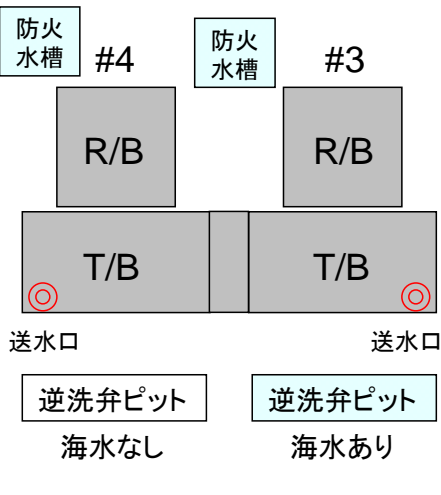 防火
水槽
#4
防火
水槽
#3
R/B
R/B
T/B
T/B
送水口
送水口
逆洗弁ピット
逆洗弁ピット
海水なし
海水あり